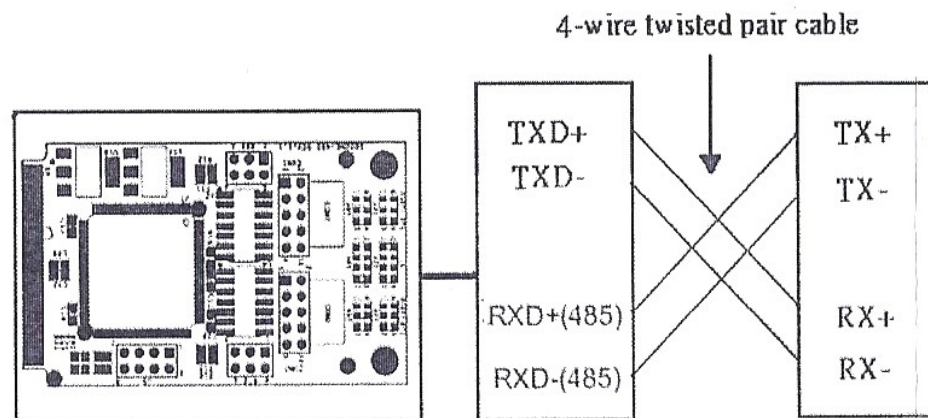 4-wire twisted pair cable
TXD+
TXD-
RXD+(485)
RXD-(485)
TX+
TX-
RX+
RX-